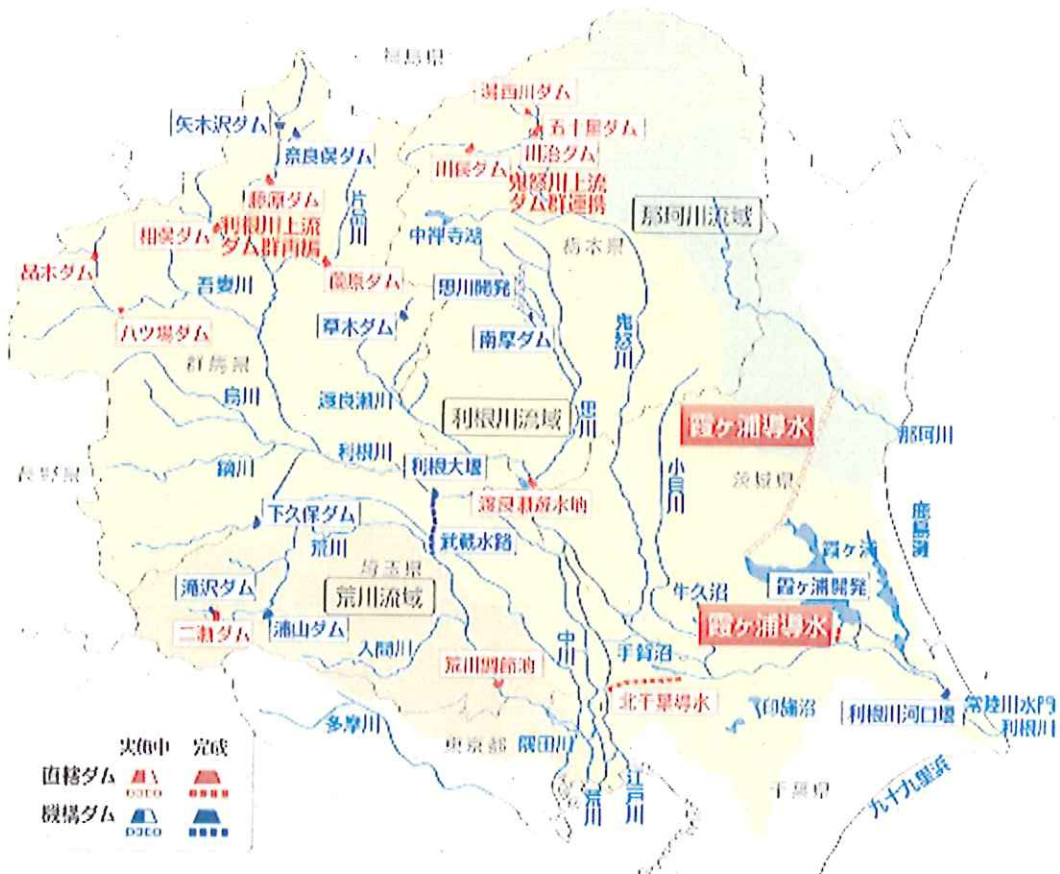 福島県
湯西川ダム
矢木沢ダム
五十里ダム
奈良俣ダム
川俣ダム
川治ダム
鬼怒川上流
ダム群連携
藤原ダム
片品川
那珂川流域
相俣ダム
利根川上流
ダム群再編
中禅寺湖
栃木県
品木ダム
薗原ダム
吾妻川
思川開発
草木ダム
鬼怒川
八ツ場ダム
南摩ダム
群馬県
烏川
渡良瀬川
利根川流域
思川
霞ヶ浦導水
那珂川
利根川
小貝川
長野県
鏑川
利根大堰
茨城県
渡良瀬遊水地
鹿島灘
下久保ダム
荒川
武蔵水路
霞ヶ浦
埼玉県
滝沢ダム
荒川流域
牛久沼
霞ヶ浦開発
二瀬ダム
浦山ダム
霞ヶ浦導水
入間川
中川
手賀沼
荒川調節池
北千葉導水
常陸川水門
多摩川
印旛沼
利根川河口堰
利根川
東京都
隅田川
実施中
完成
荒川
江戸川
千葉県
九十九里浜
直轄ダム
機構ダム